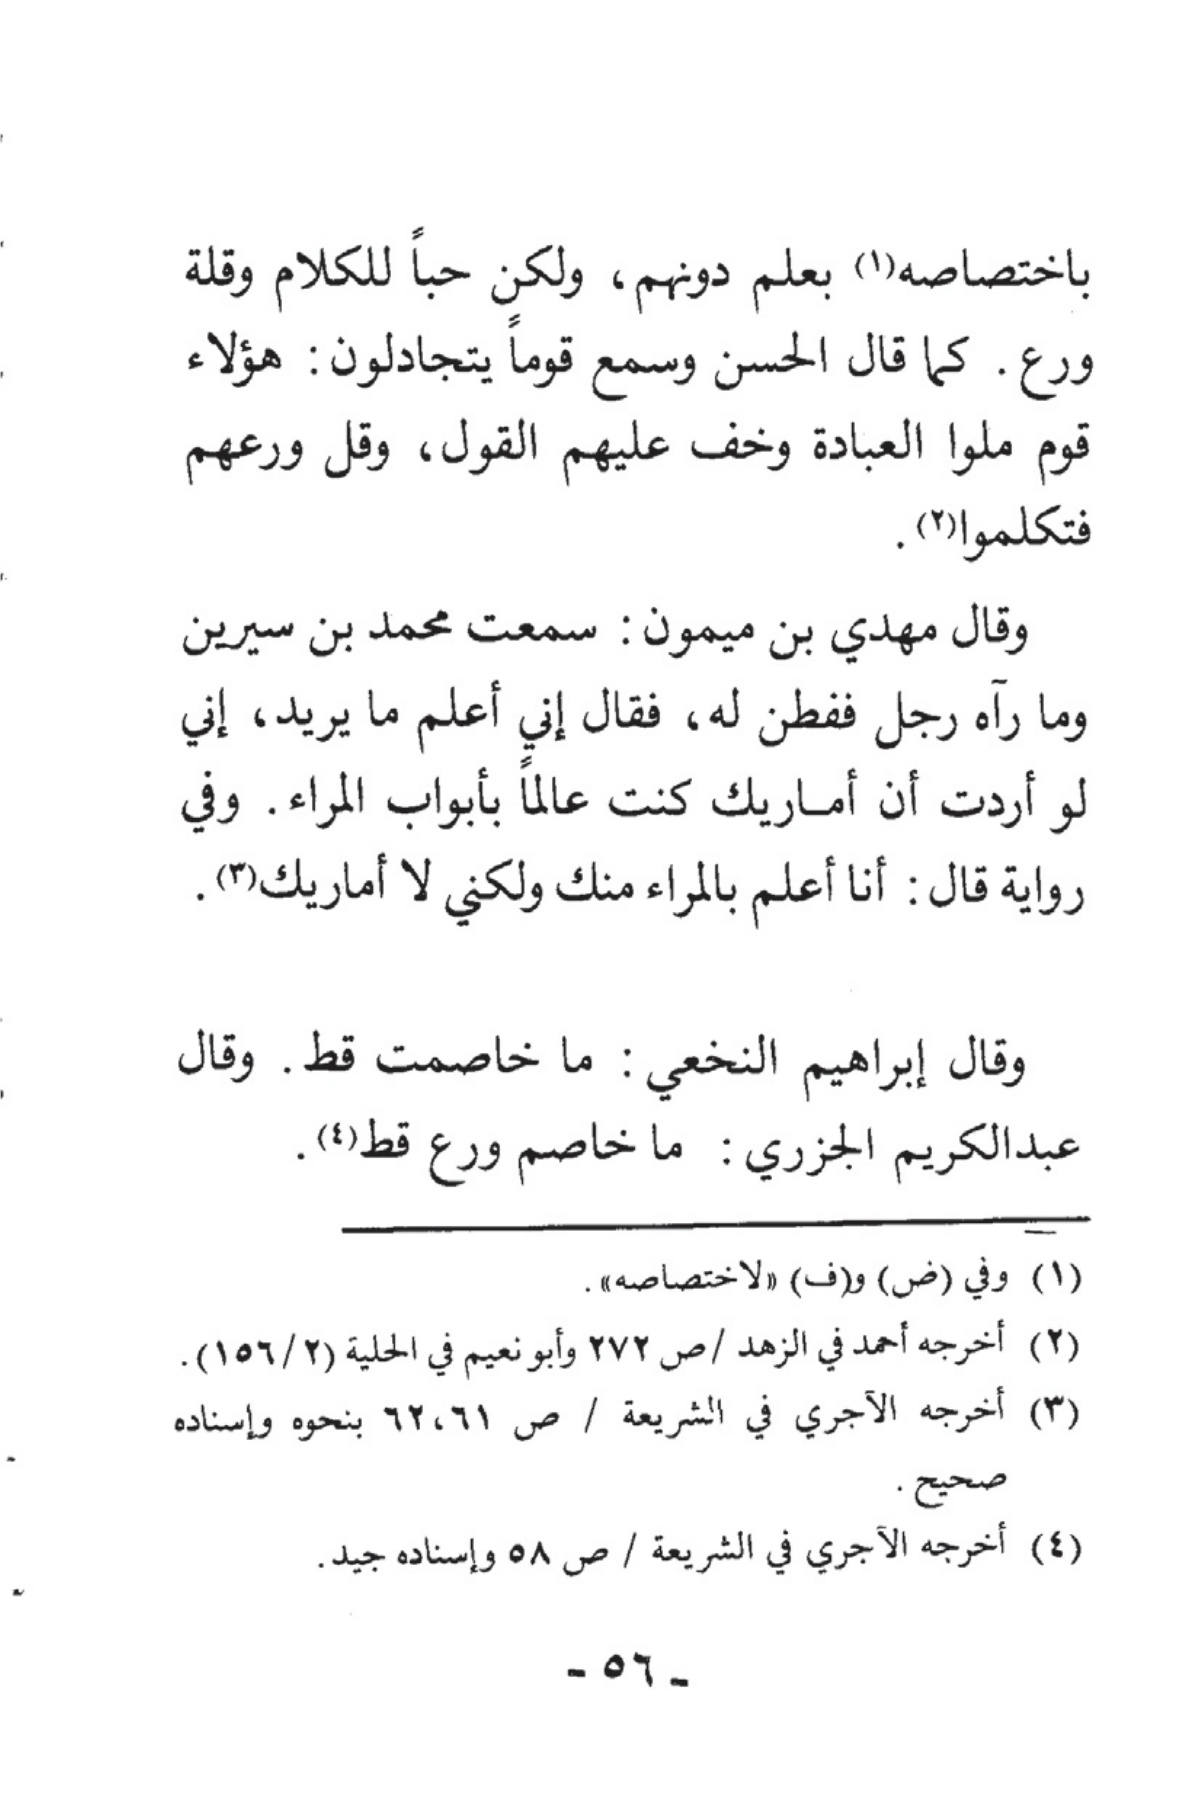 باختصاصه(١) بعلم دونهم، ولكن حباً للكلام وقلة
ورع. كما قال الحسن وسمع قوماً يتجادلون: هؤلاء
قوم ملوا العبادة وخف عليهم القول، وقل ورعهم
فتكلموا(٢).
وقال مهدي بن ميمون: سمعت محمد بن سيرين
وما رآه رجل ففطن له، فقال إني أعلم ما يريد، إني
لو أردت أن أماريك كنت عالماً بأبواب المراء. وفي
رواية قال: أنا أعلم بالمراء منك ولكني لا أماريك(٣).
وقال إبراهيم النخعي: ما خاصمت قط. وقال
عبدالكريم الجزري: ما خاصم ورع قط(٤).
(١) وفي (ض) و(ف) «لاختصاصه».
(٢) أخرجه أحمد في الزهد /ص ٢٧٢ وأبو نعيم في الحلية (٢/ ١٥٦).
(٣) أخرجه الآجري في الشريعة / ص ٦٢،٦١ بنحوه وإسناده
صحيح.
(٤) أخرجه الآجري في الشريعة / ص ٥٨ وإسناده جيد.
- ٥٦ -